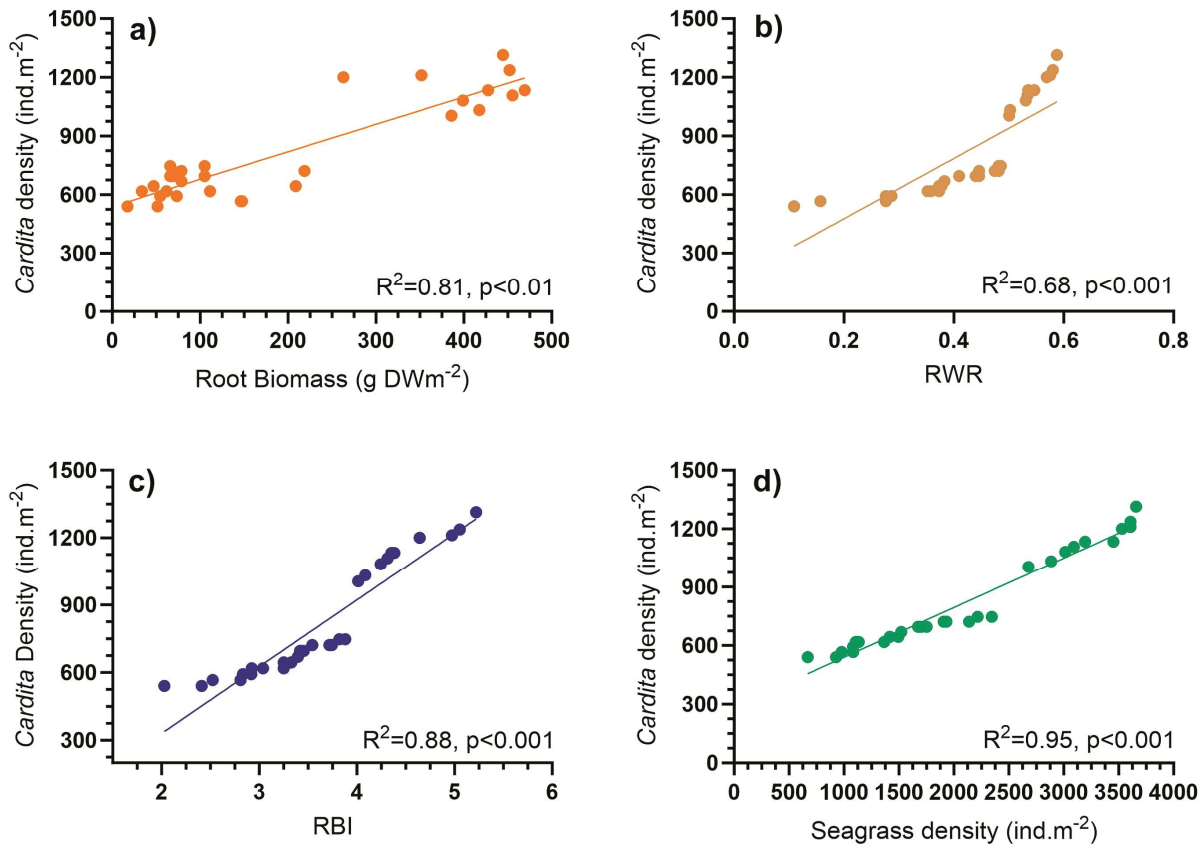 a)
Cardita density (ind.m⁻²)
1500
1200
900
600
300
0
0 100 200 300 400 500
R²=0.81, p<0.01
Root Biomass (g DWm⁻²)
b)
Cardita density (ind.m⁻²)
1500
1200
900
600
300
0
0.0 0.2 0.4 0.6 0.8
R²=0.68, p<0.001
RWR
c)
Cardita Density (ind.m⁻²)
1500
1200
900
600
300
2 3 4 5 6
R²=0.88, p<0.001
RBI
d)
Cardita density (ind.m⁻²)
1500
1200
900
600
300
0
0 500 1000 1500 2000 2500 3000 3500 4000
R²=0.95, p<0.001
Seagrass density (ind.m⁻²)